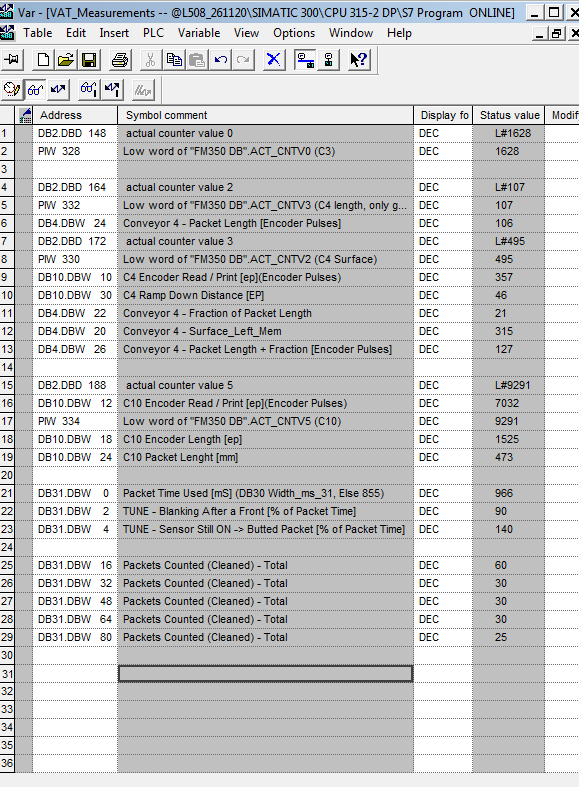 Var - [VAT_Measurements -- @L508_261120\SIMATIC 300\CPU 315-2 DP\S7 Program  ONLINE]
Table Edit Insert PLC Variable View Options Window Help
Address Symbol comment Display fo Status value Modif
1 DB2.DBD 148 actual counter value 0 DEC L#1628
2 PIW 328 Low word of "FM350 DB".ACT_CNTV0 (C3) DEC 1628
3
4 DB2.DBD 164 actual counter value 2 DEC L#107
5 PIW 332 Low word of "FM350 DB".ACT_CNTV3 (C4 length, only g... DEC 107
6 DB4.DBW 24 Conveyor 4 - Packet Length [Encoder Pulses] DEC 106
7 DB2.DBD 172 actual counter value 3 DEC L#495
8 PIW 330 Low word of "FM350 DB".ACT_CNTV2 (C4 Surface) DEC 495
9 DB10.DBW 10 C4 Encoder Read / Print [ep](Encoder Pulses) DEC 357
10 DB10.DBW 30 C4 Ramp Down Distance [EP] DEC 46
11 DB4.DBW 22 Conveyor 4 - Fraction of Packet Length DEC 21
12 DB4.DBW 20 Conveyor 4 - Surface_Left_Mem DEC 315
13 DB4.DBW 26 Conveyor 4 - Packet Length + Fraction [Encoder Pulses] DEC 127
14
15 DB2.DBD 188 actual counter value 5 DEC L#9291
16 DB10.DBW 12 C10 Encoder Read / Print [ep](Encoder Pulses) DEC 7032
17 PIW 334 Low word of "FM350 DB".ACT_CNTV5 (C10) DEC 9291
18 DB10.DBW 18 C10 Encoder Length [ep] DEC 1525
19 DB10.DBW 24 C10 Packet Lenght [mm] DEC 473
20
21 DB31.DBW 0 Packet Time Used [mS] (DB30 Width_ms_31, Else 855) DEC 966
22 DB31.DBW 2 TUNE - Blanking After a Front [% of Packet Time] DEC 90
23 DB31.DBW 4 TUNE - Sensor Still ON -> Butted Packet [% of Packet Time] DEC 140
24
25 DB31.DBW 16 Packets Counted (Cleaned) - Total DEC 60
26 DB31.DBW 32 Packets Counted (Cleaned) - Total DEC 30
27 DB31.DBW 48 Packets Counted (Cleaned) - Total DEC 30
28 DB31.DBW 64 Packets Counted (Cleaned) - Total DEC 30
29 DB31.DBW 80 Packets Counted (Cleaned) - Total DEC 25
30
31
32
33
34
35
36